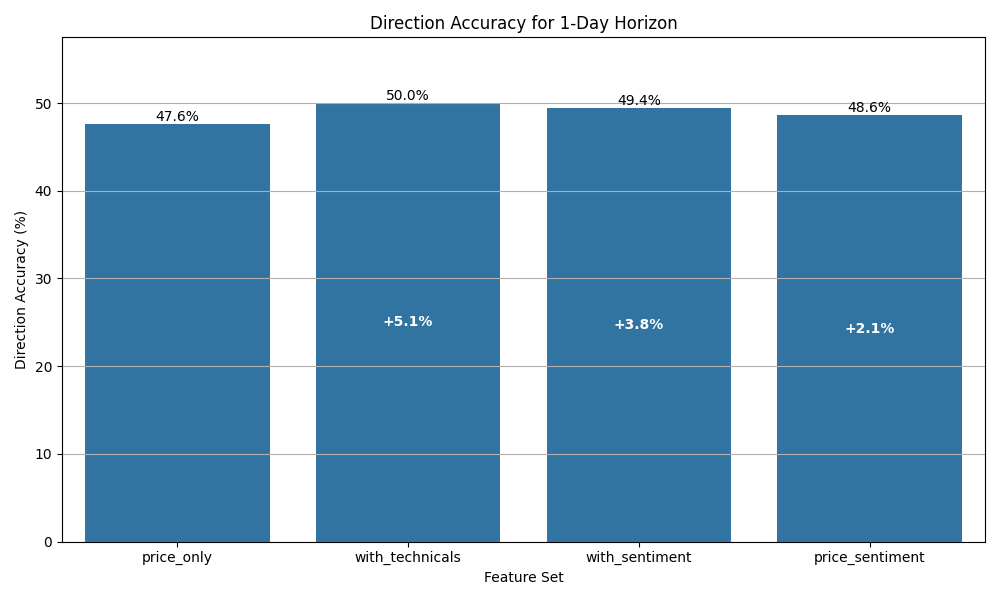 Direction Accuracy for 1-Day Horizon
Direction Accuracy (%)
50
40
30
20
10
0
47.6%
50.0%
49.4%
48.6%
+5.1%
+3.8%
+2.1%
price_only
with_technicals
with_sentiment
price_sentiment
Feature Set